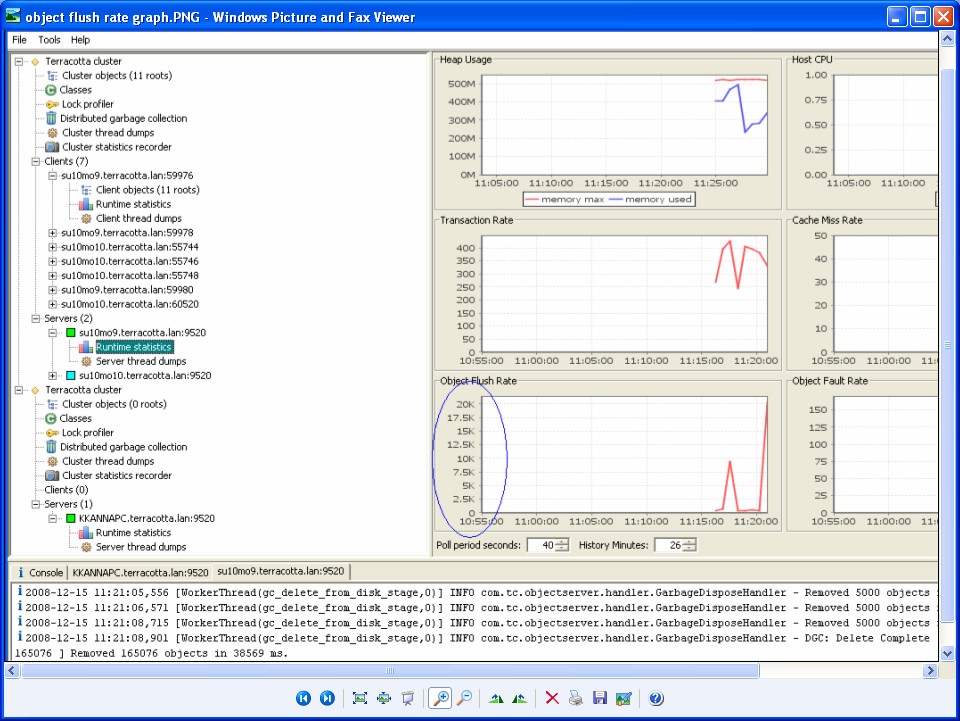 object flush rate graph.PNG - Windows Picture and Fax Viewer
File Tools Help
Terracotta cluster
Cluster objects (11 roots)
Classes
Lock profiler
Distributed garbage collection
Cluster thread dumps
Cluster statistics recorder
Clients (7)
su10mo9.terracotta.lan:59976
Client objects (11 roots)
Runtime statistics
Client thread dumps
su10mo9.terracotta.lan:59978
su10mo10.terracotta.lan:55744
su10mo10.terracotta.lan:55746
su10mo10.terracotta.lan:55748
su10mo9.terracotta.lan:59980
su10mo10.terracotta.lan:60520
Servers (2)
su10mo9.terracotta.lan:9520
Runtime statistics
Server thread dumps
su10mo10.terracotta.lan:9520
Terracotta cluster
Cluster objects (0 roots)
Classes
Lock profiler
Distributed garbage collection
Cluster thread dumps
Cluster statistics recorder
Clients (0)
Servers (1)
KKANNAPC.terracotta.lan:9520
Runtime statistics
Server thread dumps
Heap Usage
500M
400M
300M
200M
100M
0M
11:05:00 11:10:00 11:15:00 11:20:00 11:25:00
memory max memory used
Host CPU
1.00
0.75
0.50
0.25
0.00
11:05:00 11:10:00
Transaction Rate
400
350
300
250
200
150
100
50
0
10:55:00 11:00:00 11:05:00 11:10:00 11:15:00 11:20:00
Cache Miss Rate
50
40
30
20
10
0
10:55:00 11:00:00 11:0
Object Flush Rate
20K
17.5K
15K
12.5K
10K
7.5K
5K
2.5K
0
10:55:00 11:00:00 11:05:00 11:10:00 11:15:00 11:20:00
Object Fault Rate
150
125
100
75
50
25
0
10:55:00 11:00:00 11:0
Poll period seconds: 40 History Minutes: 26
Console KKANNAPC.terracotta.lan:9520 su10mo9.terracotta.lan:9520
2008-12-15 11:21:05,556 [WorkerThread(gc_delete_from_disk_stage,0)] INFO com.tc.objectserver.handler.GarbageDisposeHandler - Removed 5000 objects
2008-12-15 11:21:06,571 [WorkerThread(gc_delete_from_disk_stage,0)] INFO com.tc.objectserver.handler.GarbageDisposeHandler - Removed 5000 objects
2008-12-15 11:21:08,715 [WorkerThread(gc_delete_from_disk_stage,0)] INFO com.tc.objectserver.handler.GarbageDisposeHandler - Removed 5000 objects
2008-12-15 11:21:08,901 [WorkerThread(gc_delete_from_disk_stage,0)] INFO com.tc.objectserver.handler.GarbageDisposeHandler - DGC: Delete Complete
165076 ] Removed 165076 objects in 38569 ms.